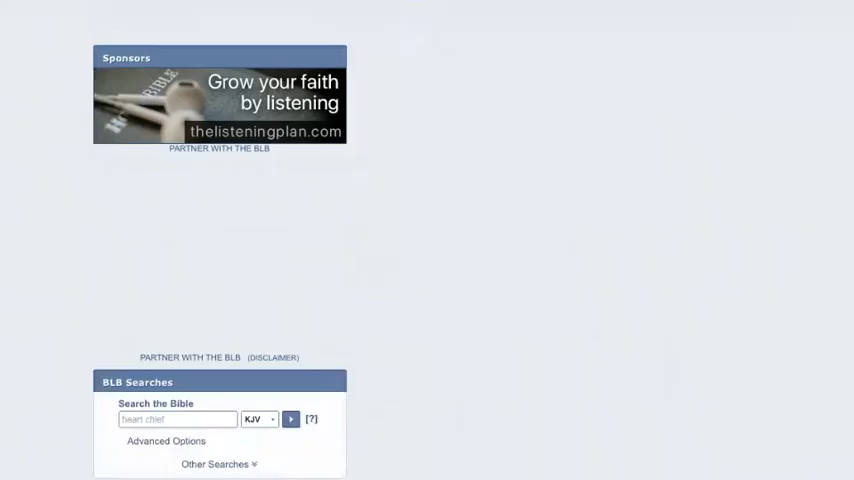 Sponsors
BIBLE
Grow your faith
by listening
thelisteningplan.com
PARTNER WITH THE BLB
PARTNER WITH THE BLB (DISCLAIMER)
BLB Searches
Search the Bible
heart chief KJV [?]
Advanced Options
Other Searches